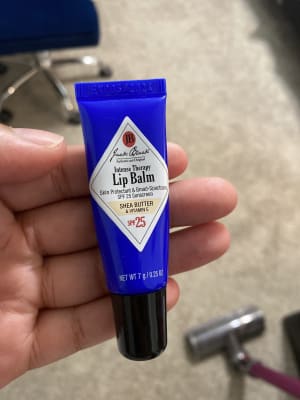 JB
Jack Black
Intense Therapy
Lip Balm
Skin Protectant & Broad-Spectrum
SPF 25 Sunscreen
SHEA BUTTER
& VITAMIN E
SPF 25
NET WT 7 g / 0.25 OZ